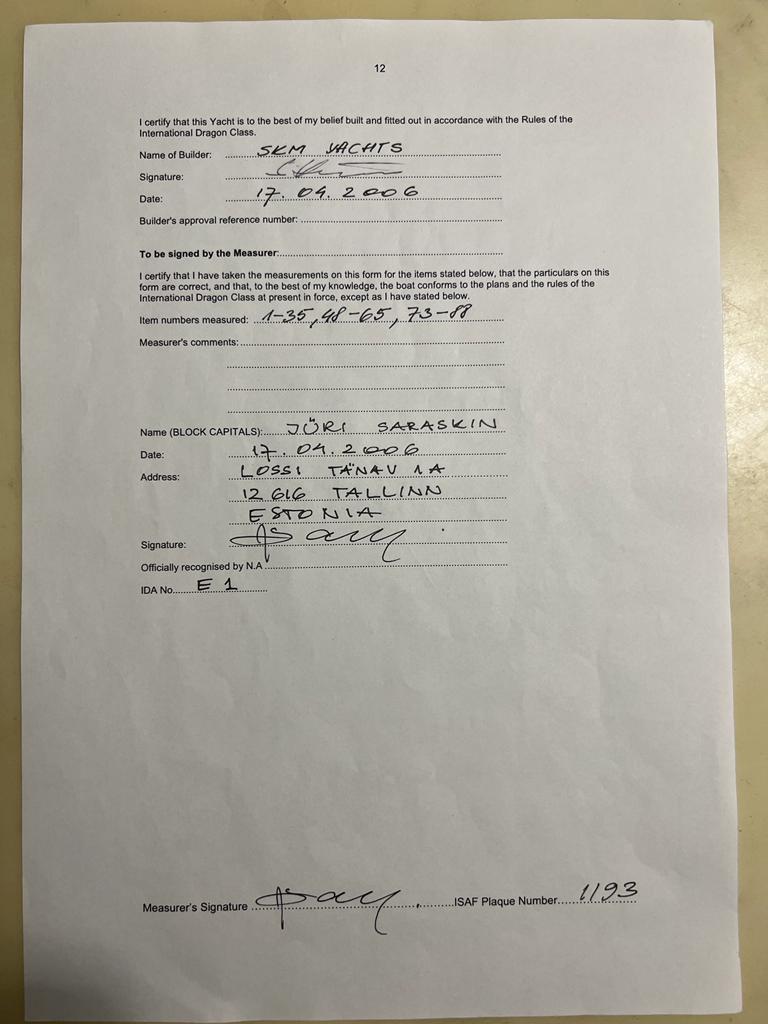 12
I certify that this Yacht is to the best of my belief built and fitted out in accordance with the Rules of the
International Dragon Class.
Name of Builder: SKM YACHTS
Signature:
Date: 17.04.2006
Builder's approval reference number:
To be signed by the Measurer:
I certify that I have taken the measurements on this form for the items stated below, that the particulars on this
form are correct, and that, to the best of my knowledge, the boat conforms to the plans and the rules of the
International Dragon Class at present in force, except as I have stated below.
Item numbers measured: 1-35, 48-65, 73-88
Measurer's comments:
Name (BLOCK CAPITALS): JÜRI SARASKIN
Date: 17.04.2006
Address: LOSSI TÄNAV 1A
12616 TALLINN
ESTONIA
Signature:
Officially recognised by N.A
IDA No. E 1
Measurer's Signature ISAF Plaque Number 1193